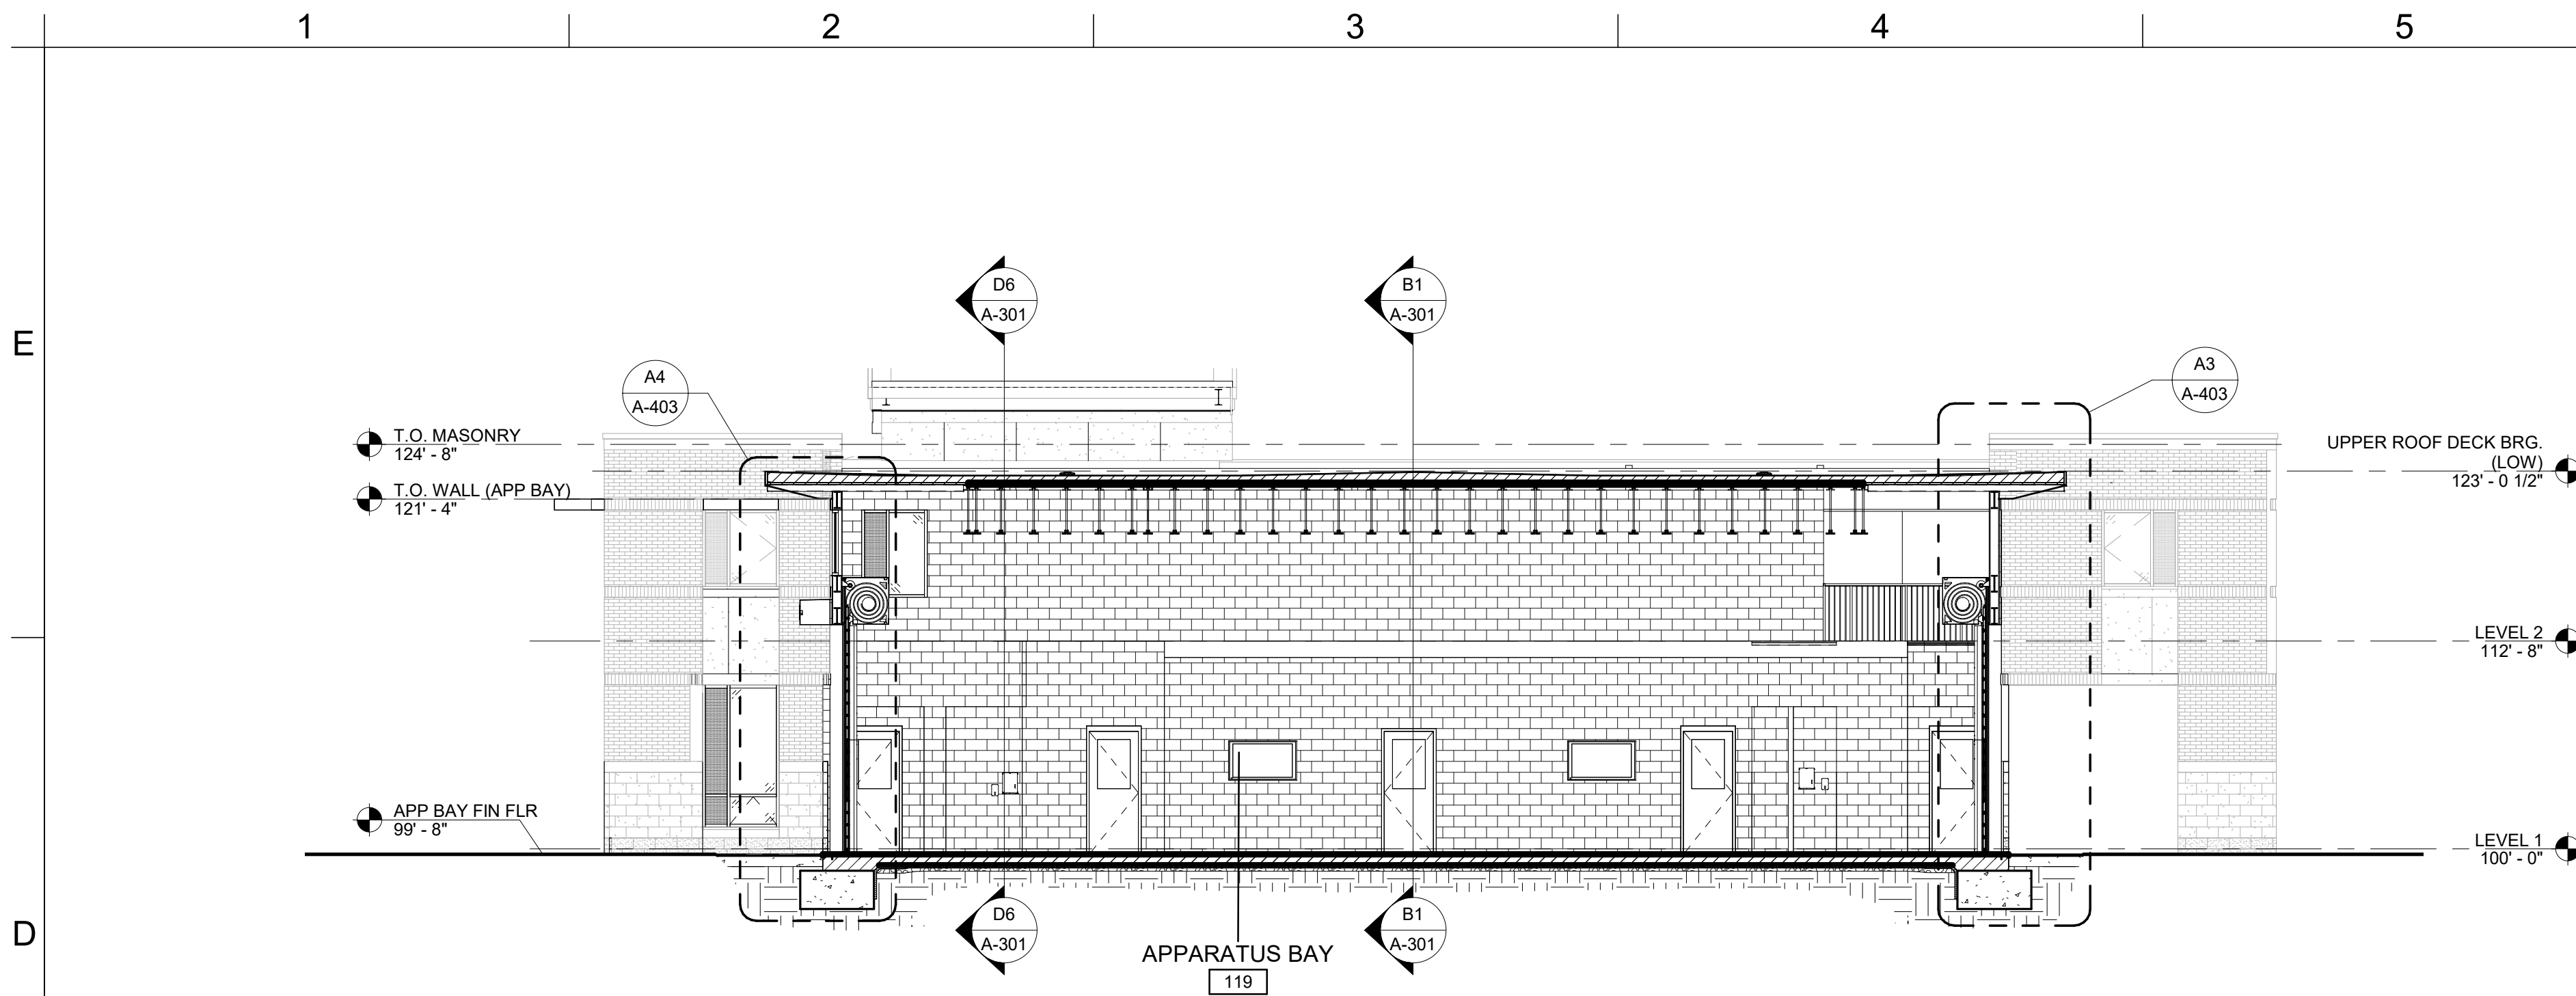 1
2
3
4
5
E
D
D6
A-301
B1
A-301
A4
A-403
A3
A-403
T.O. MASONRY
124' - 8"
T.O. WALL (APP BAY)
121' - 4"
UPPER ROOF DECK BRG.
(LOW)
123' - 0 1/2"
LEVEL 2
112' - 8"
APP BAY FIN FLR
99' - 8"
LEVEL 1
100' - 0"
D6
A-301
B1
A-301
APPARATUS BAY
119